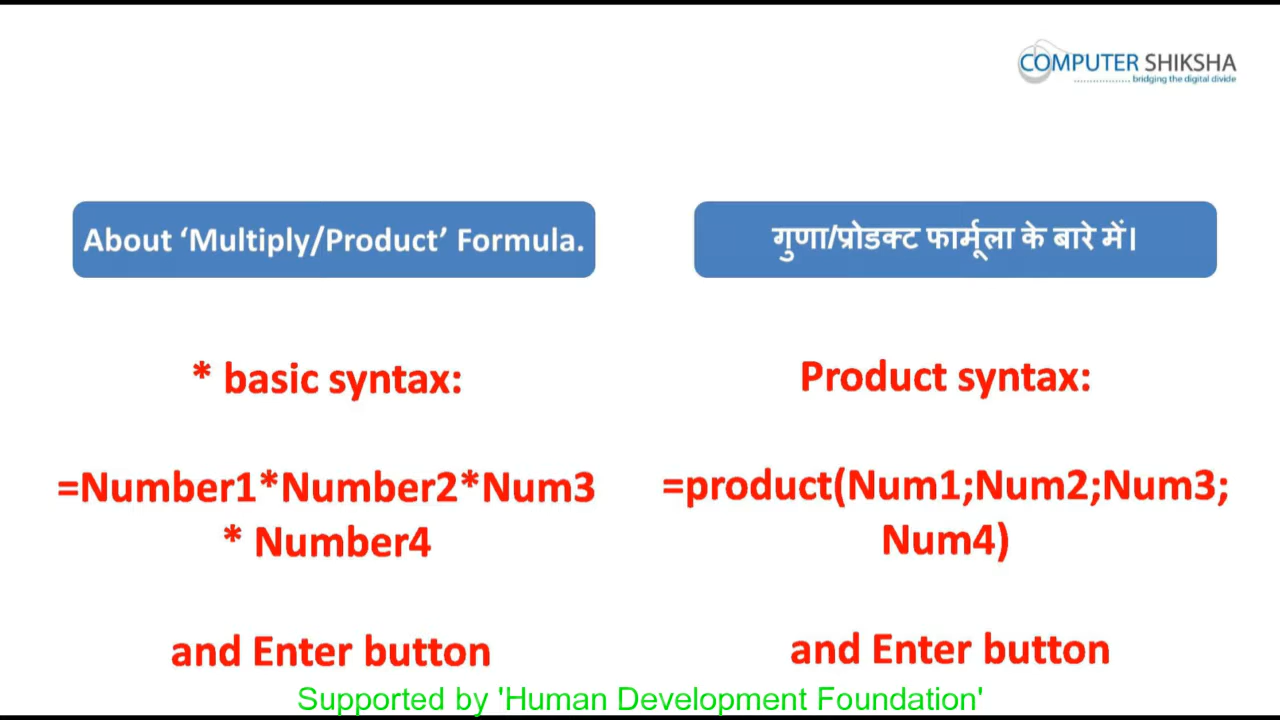 COMPUTER SHIKSHA
bridging the digital divide
About ‘Multiply/Product’ Formula.
गुणा/प्रोडक्ट फार्मूला के बारे में।
* basic syntax:
=Number1*Number2*Num3
* Number4
and Enter button
Product syntax:
=product(Num1;Num2;Num3;
Num4)
and Enter button
Supported by 'Human Development Foundation'